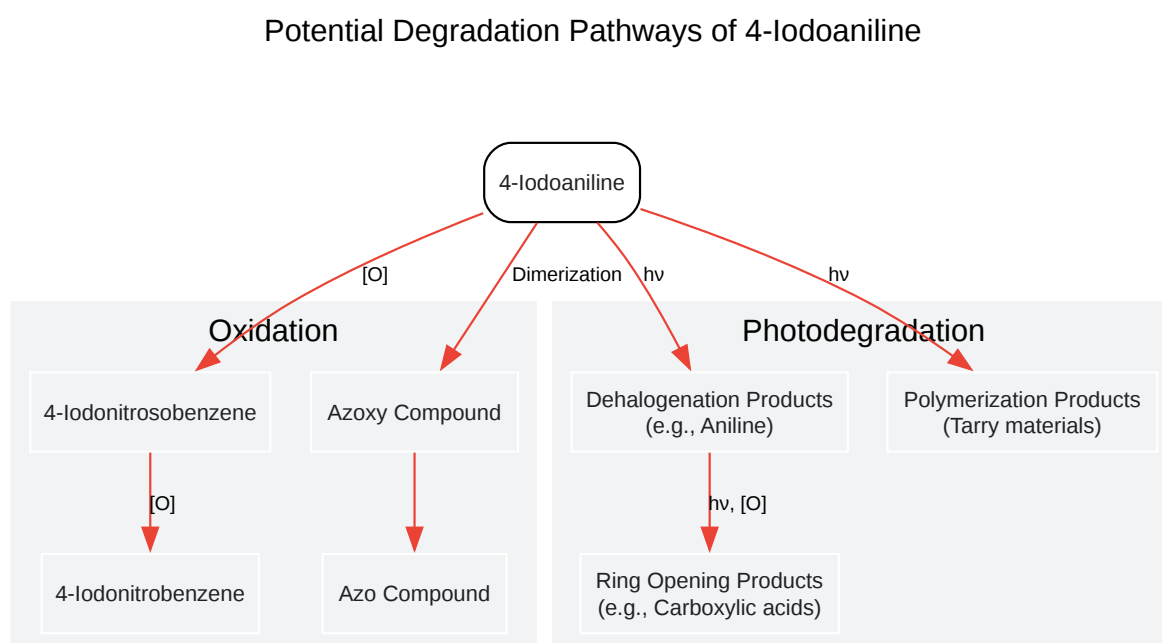 Potential Degradation Pathways of 4-Iodoaniline
4-Iodoaniline
[O]
Dimerization
hν
hν
Oxidation
Photodegradation
4-Iodonitrosobenzene
Azoxy Compound
Dehalogenation Products
(e.g., Aniline)
Polymerization Products
(Tarry materials)
[O]
hν, [O]
4-Iodonitrobenzene
Azo Compound
Ring Opening Products
(e.g., Carboxylic acids)